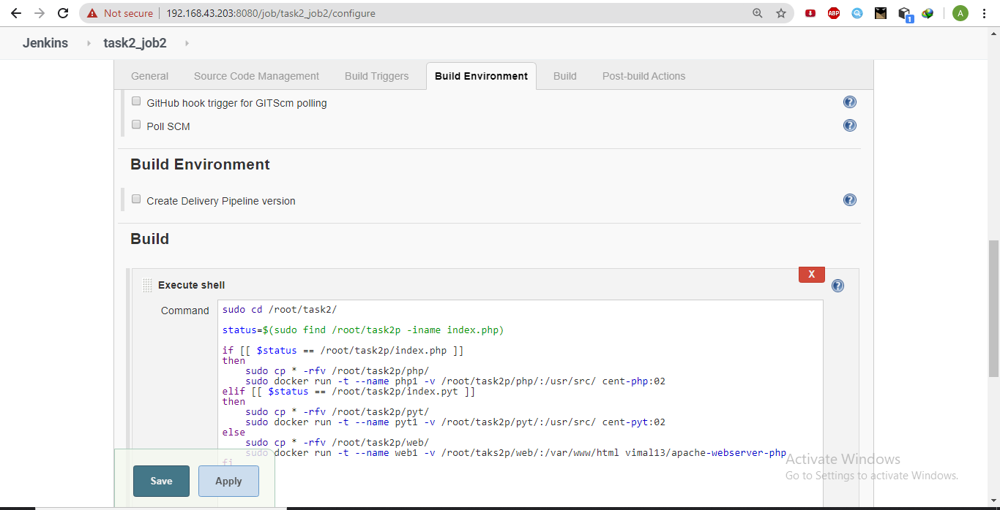 Not secure | 192.168.43.203:8080/job/task2_job2/configure
ABP
1
A
Jenkins
task2_job2
General
Source Code Management
Build Triggers
Build Environment
Build
Post-build Actions
GitHub hook trigger for GITScm polling
?
Poll SCM
?
Build Environment
Create Delivery Pipeline version
?
Build
X
Execute shell
?
Command
sudo cd /root/task2/
status=$(sudo find /root/task2p -iname index.php)
if [[ $status == /root/task2p/index.php ]]
then
sudo cp * -rfv /root/task2p/php/
sudo docker run -t --name php1 -v /root/task2p/php/:/usr/src/ cent-php:02
elif [[ $status == /root/task2p/index.pyt ]]
then
sudo cp * -rfv /root/task2p/pyt/
sudo docker run -t --name pyt1 -v /root/task2p/pyt/:/usr/src/ cent-pyt:02
else
sudo cp * -rfv /root/task2p/web/
sudo docker run -t --name web1 -v /root/taks2p/web/:/var/www/html vimal13/apache-webserver-php
fi
Activate Windows
Go to Settings to activate Windows.
Save
Apply